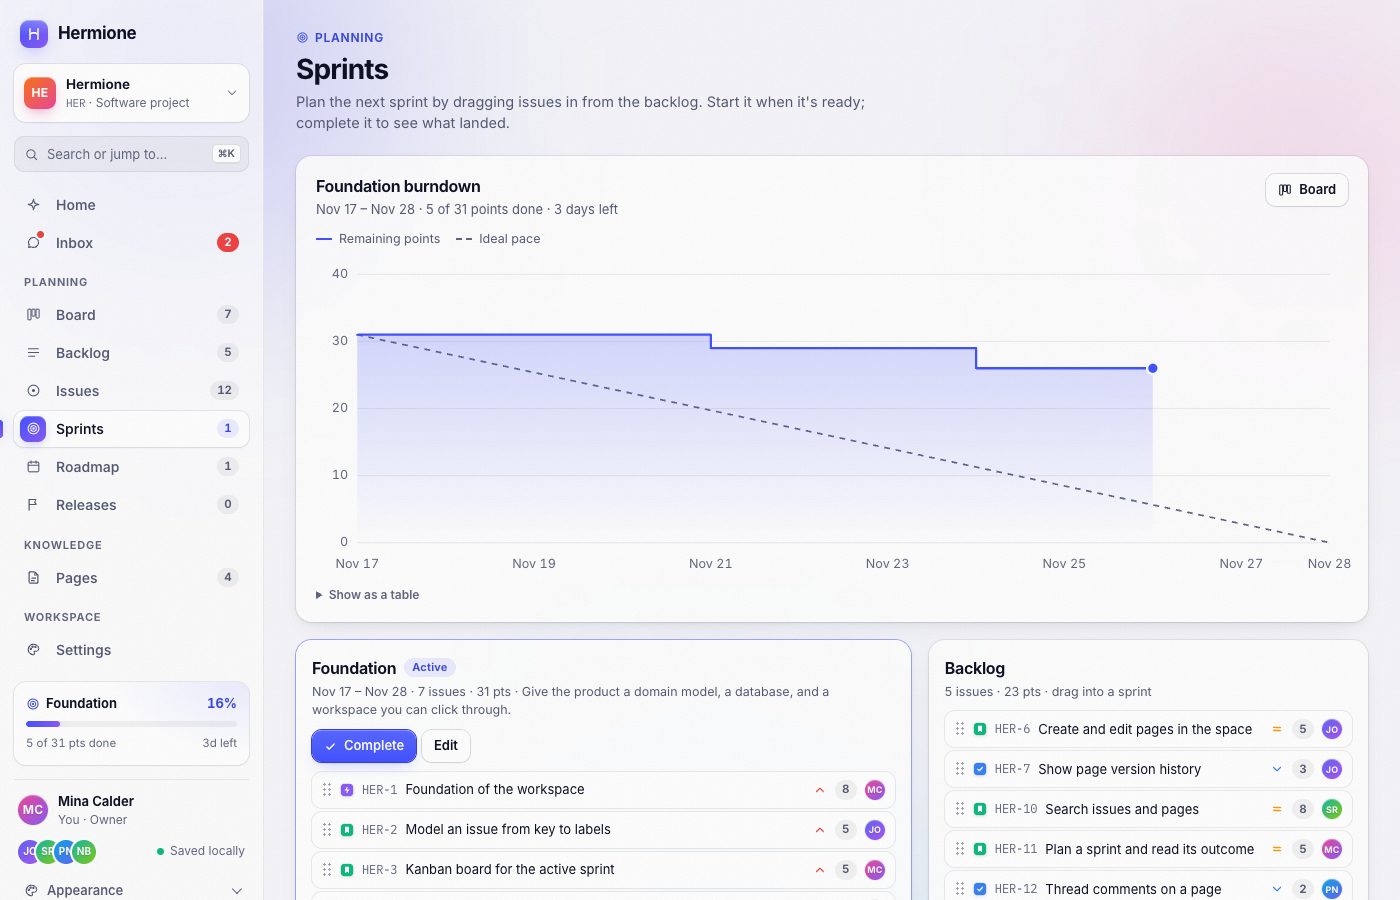 Hermione
HE
Hermione
HER · Software project
Search or jump to...
⌘K
Home
Inbox
2
PLANNING
Board
7
Backlog
5
Issues
12
Sprints
1
Roadmap
1
Releases
0
KNOWLEDGE
Pages
4
WORKSPACE
Settings
Foundation
16%
5 of 31 pts done
3d left
MC
Mina Calder
You · Owner
JO
SR
PN
NB
Saved locally
Appearance
PLANNING
Sprints
Plan the next sprint by dragging issues in from the backlog. Start it when it's ready;
complete it to see what landed.
Foundation burndown
Nov 17 – Nov 28 · 5 of 31 points done · 3 days left
Board
Remaining points
Ideal pace
40
30
20
10
0
Nov 17
Nov 19
Nov 21
Nov 23
Nov 25
Nov 27
Nov 28
Show as a table
Foundation
Active
Nov 17 – Nov 28 · 7 issues · 31 pts · Give the product a domain model, a database, and a
workspace you can click through.
Complete
Edit
HER-1 Foundation of the workspace 8 MC
HER-2 Model an issue from key to labels 5 JO
HER-3 Kanban board for the active sprint 5 MC
Backlog
5 issues · 23 pts · drag into a sprint
HER-6 Create and edit pages in the space 5 JO
HER-7 Show page version history 3 JO
HER-10 Search issues and pages 8 SR
HER-11 Plan a sprint and read its outcome 5 MC
HER-12 Thread comments on a page 2 PN